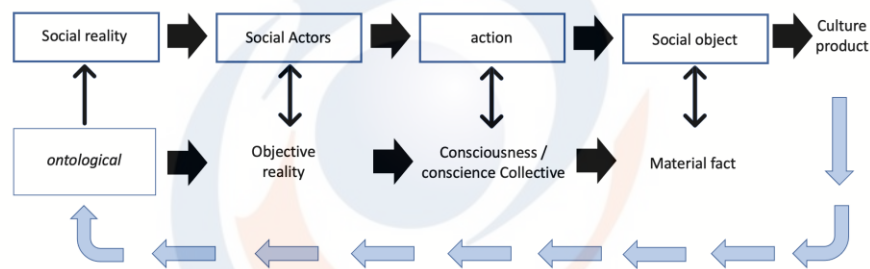 Social reality
Social Actors
action
Social object
Culture
product
ontological
Objective
reality
Consciousness /
conscience Collective
Material fact